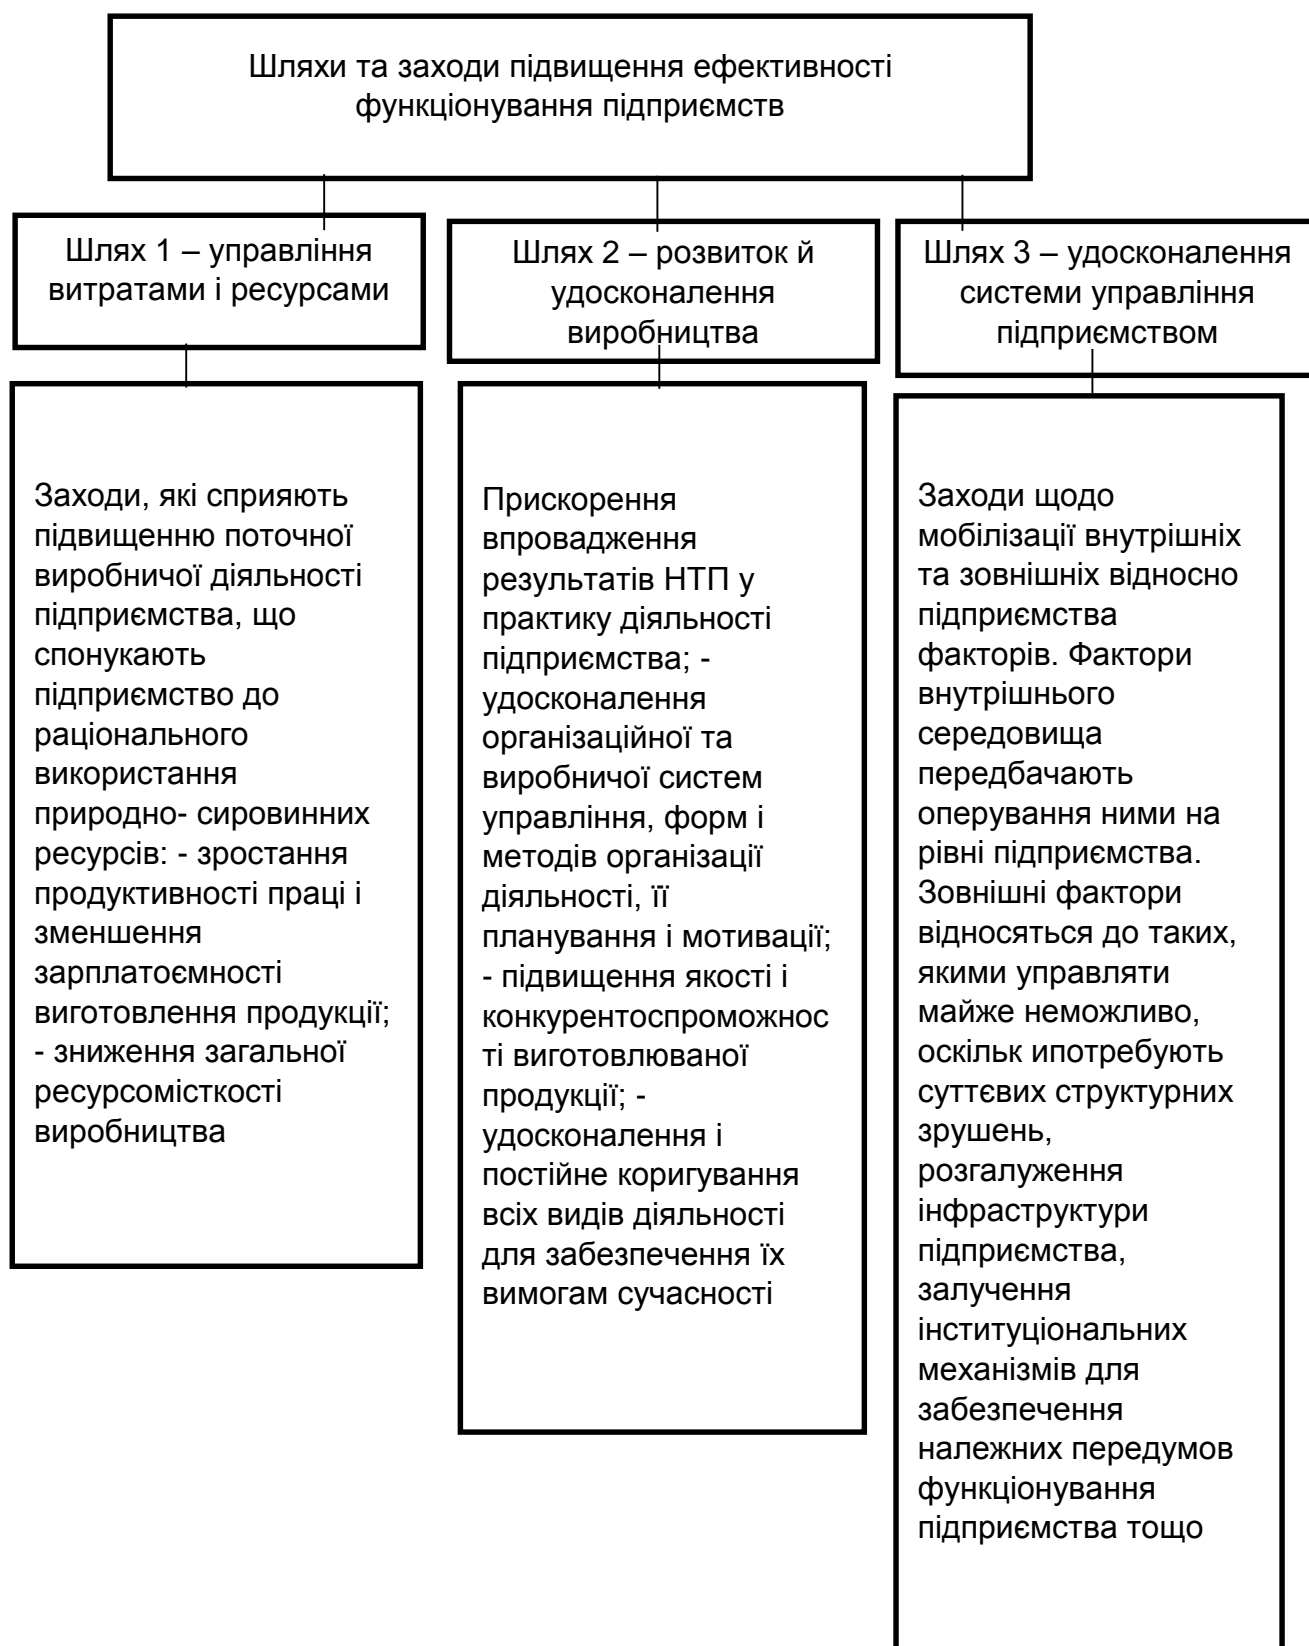 Шляхи та заходи підвищення ефективності
функціонування підприємств
Шлях 1 – управління
витратами і ресурсами
Шлях 2 – розвиток й
удосконалення
виробництва
Шлях 3 – удосконалення
системи управління
підприємством
Заходи, які сприяють
підвищенню поточної
виробничої діяльності
підприємства, що
спонукають
підприємство до
раціонального
використання
природно- сировинних
ресурсів: - зростання
продуктивності праці і
зменшення
зарплатоємності
виготовлення продукції;
- зниження загальної
ресурсомісткості
виробництва
Прискорення
впровадження
результатів НТП у
практику діяльності
підприємства; -
удосконалення
організаційної та
виробничої систем
управління, форм і
методів організації
діяльності, її
планування і мотивації;
- підвищення якості і
конкурентоспроможнос
ті виготовлюваної
продукції; -
удосконалення і
постійне коригування
всіх видів діяльності
для забезпечення їх
вимогам сучасності
Заходи щодо
мобілізації внутрішніх
та зовнішніх відносно
підприємства
факторів. Фактори
внутрішнього
середовища
передбачають
оперування ними на
рівні підприємства.
Зовнішні фактори
відносяться до таких,
якими управляти
майже неможливо,
оскільк ипотребують
суттєвих структурних
зрушень,
розгалуження
інфраструктури
підприємства,
залучення
інституціональних
механізмів для
забезпечення
належних передумов
функціонування
підприємства тощо